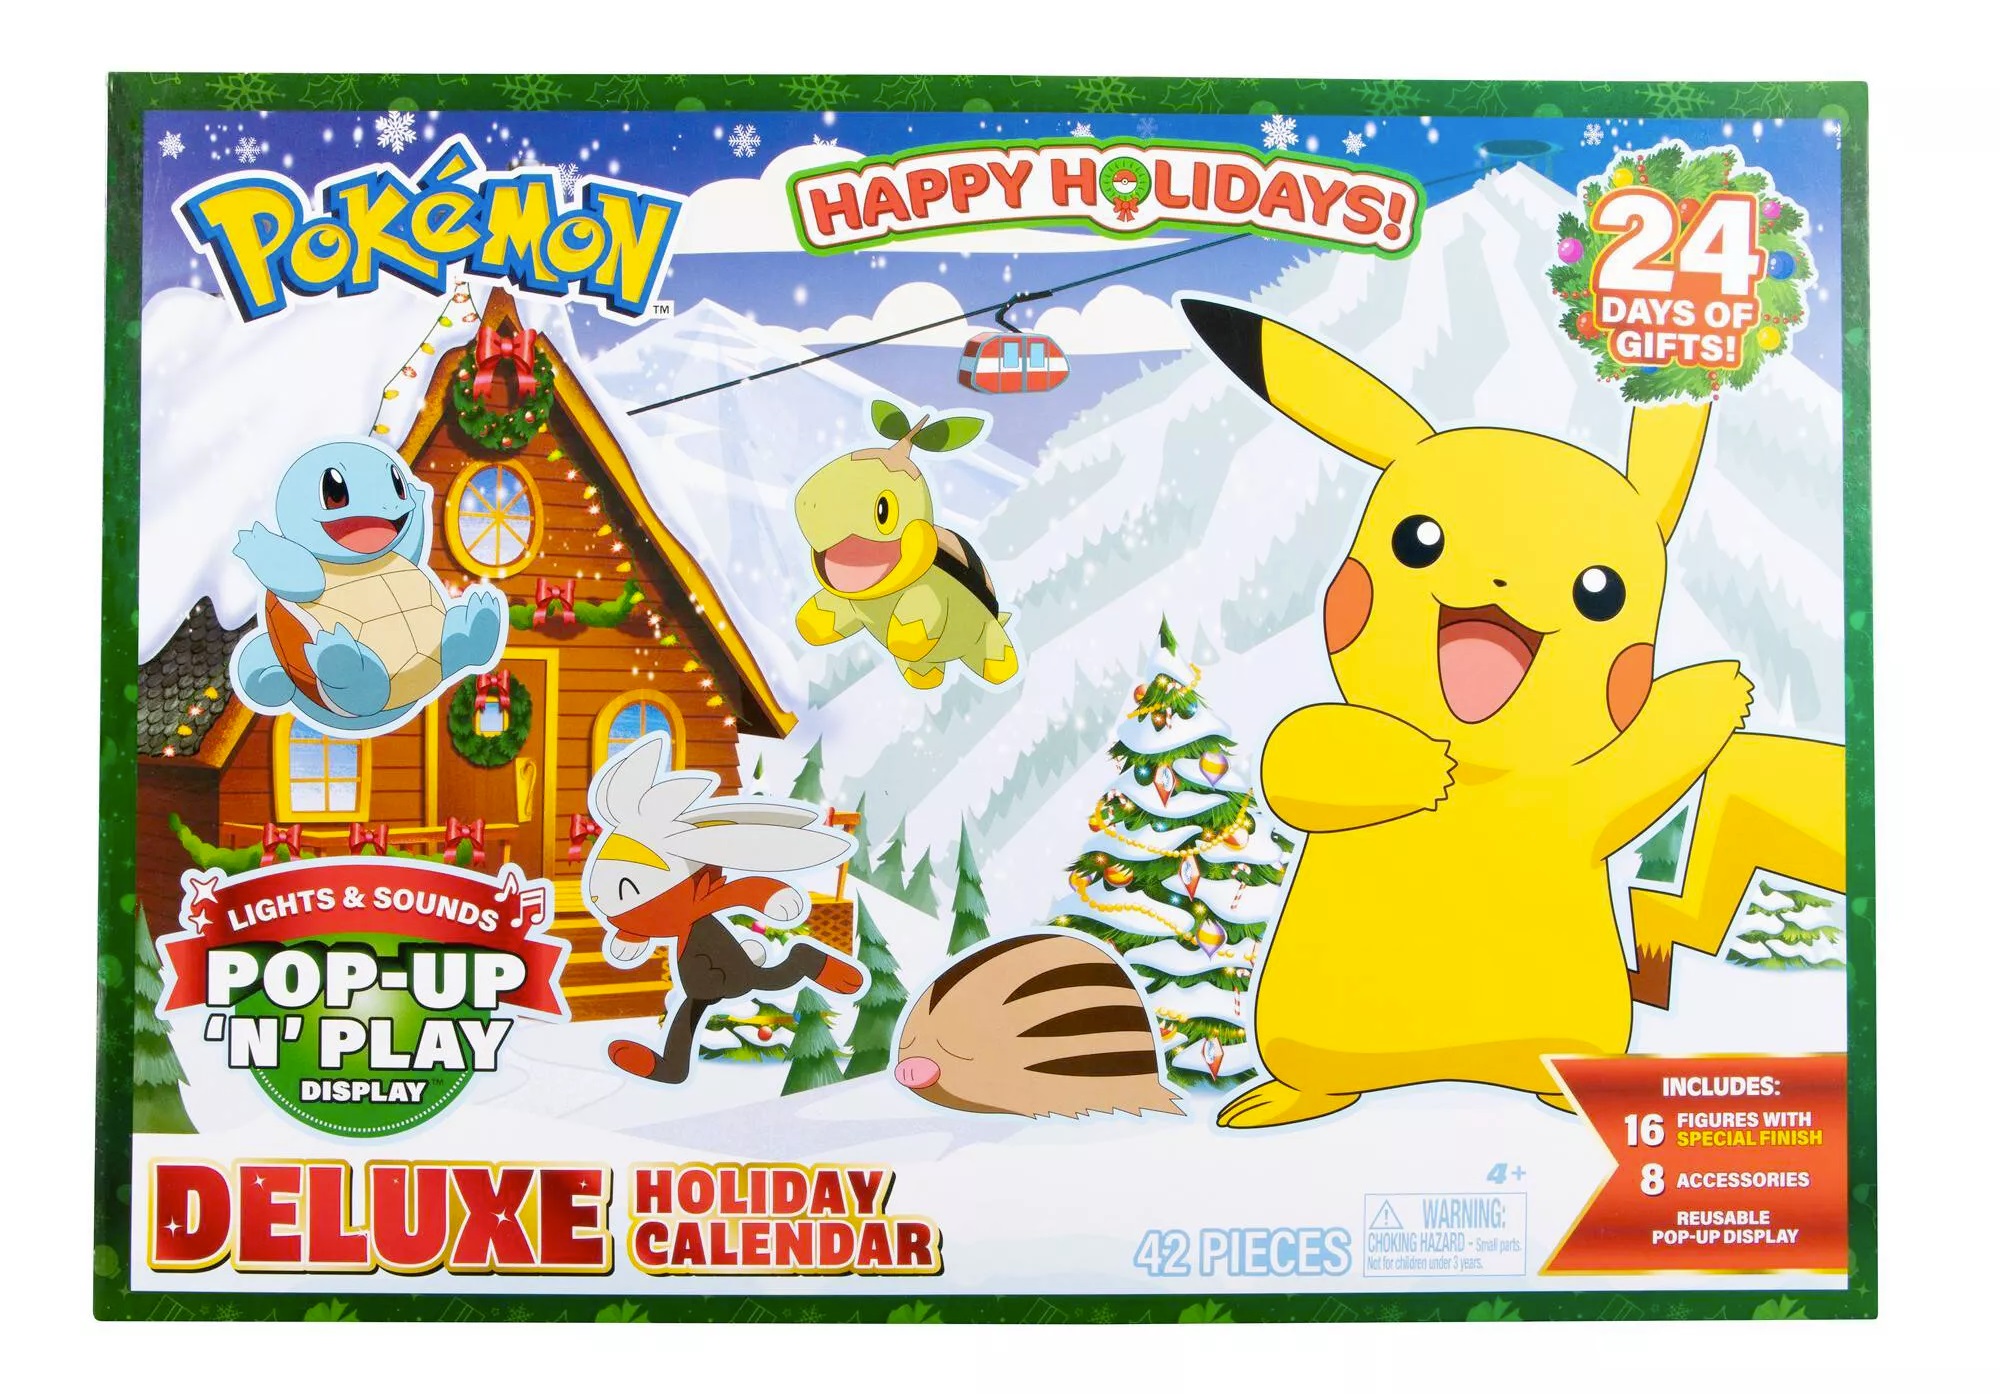 POKéMON
TM
HAPPY HOLIDAYS!
24
DAYS OF
GIFTS!
LIGHTS & SOUNDS
POP-UP
'N' PLAY
DISPLAY™
DELUXE
HOLIDAY
CALENDAR
4+
42 PIECES
WARNING:
CHOKING HAZARD - Small parts.
Not for children under 3 years.
INCLUDES:
16 FIGURES WITH
SPECIAL FINISH
8 ACCESSORIES
REUSABLE
POP-UP DISPLAY